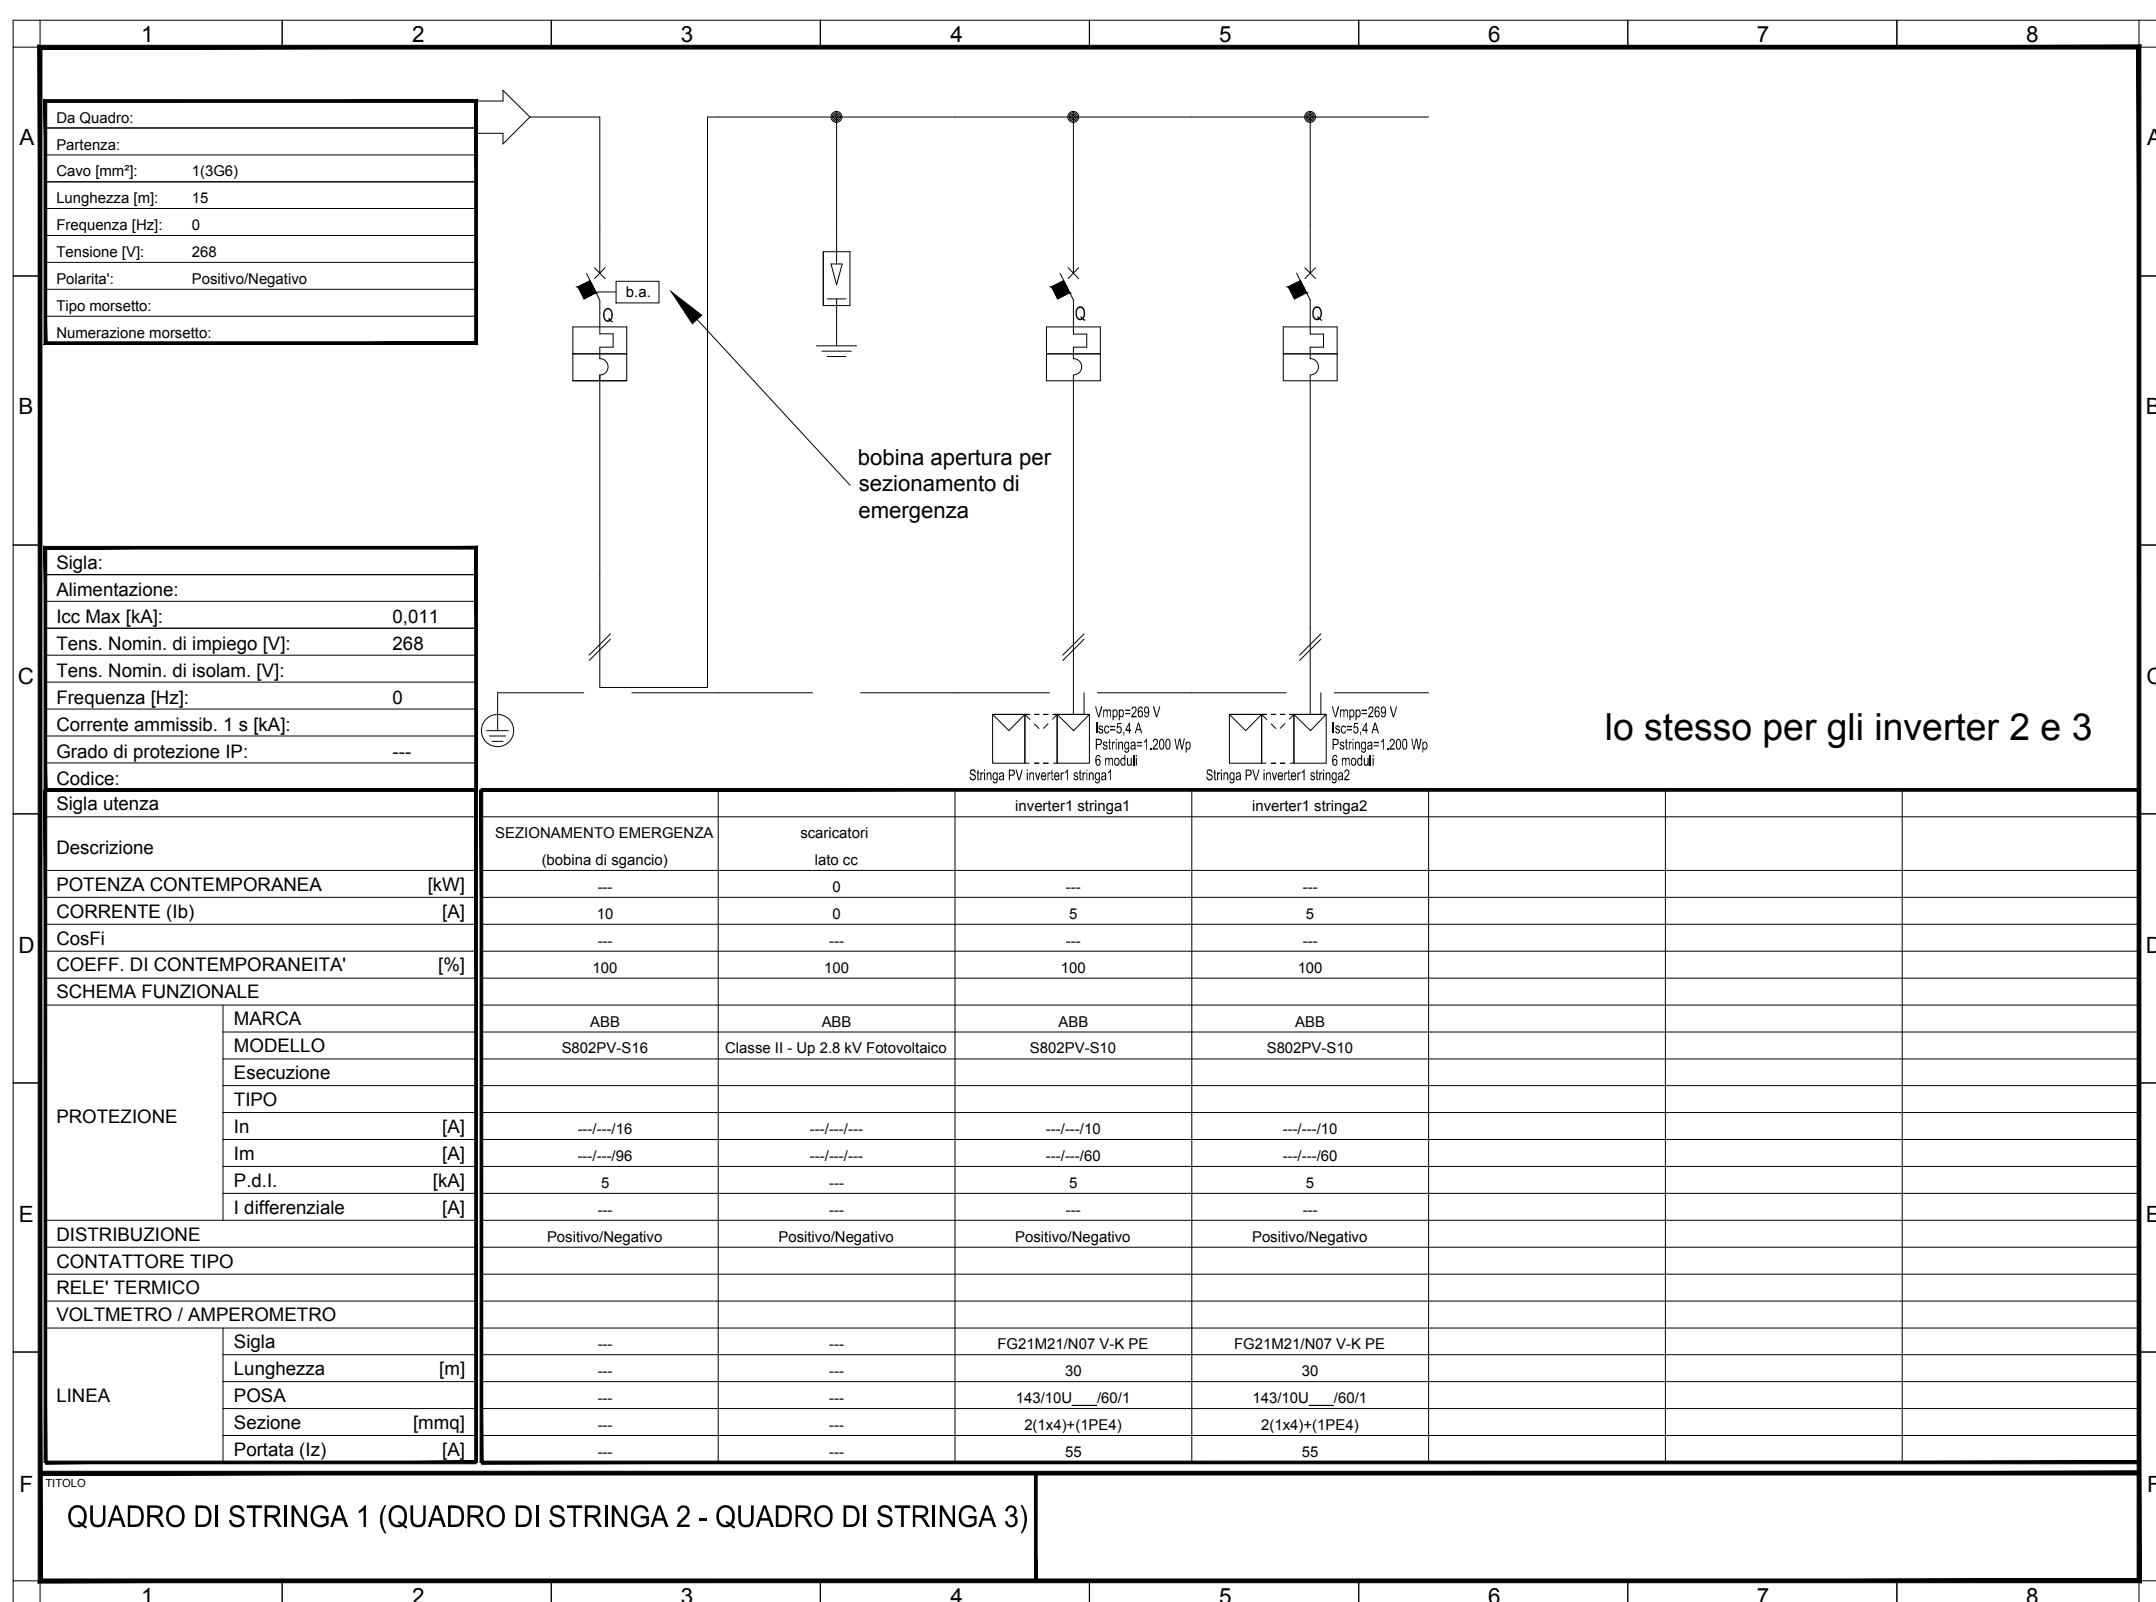 1 2 3 4 5 6 7 8
A
B
C
D
E
F
Da Quadro:
Partenza:
Cavo [mm²]: 1(3G6)
Lunghezza [m]: 15
Frequenza [Hz]: 0
Tensione [V]: 268
Polarita': Positivo/Negativo
Tipo morsetto:
Numerazione morsetto:
b.a.
Q
Q
Q
bobina apertura per
sezionamento di
emergenza
Sigla:
Alimentazione:
Icc Max [kA]: 0,011
Tens. Nomin. di impiego [V]: 268
Tens. Nomin. di isolam. [V]:
Frequenza [Hz]: 0
Corrente ammissib. 1 s [kA]:
Grado di protezione IP: ---
Codice:
Vmpp=269 V
Isc=5,4 A
Pstringa=1.200 Wp
6 moduli
Stringa PV inverter1 stringa1
Vmpp=269 V
Isc=5,4 A
Pstringa=1.200 Wp
6 moduli
Stringa PV inverter1 stringa2
lo stesso per gli inverter 2 e 3
Sigla utenza inverter1 stringa1 inverter1 stringa2
Descrizione
SEZIONAMENTO EMERGENZA scaricatori
(bobina di sgancio) lato cc
POTENZA CONTEMPORANEA [kW] --- 0 --- ---
CORRENTE (Ib) [A] 10 0 5 5
CosFi --- --- --- ---
COEFF. DI CONTEMPORANEITA' [%] 100 100 100 100
SCHEMA FUNZIONALE
PROTEZIONE
MARCA ABB ABB ABB ABB
MODELLO S802PV-S16 Classe II - Up 2.8 kV Fotovoltaico S802PV-S10 S802PV-S10
Esecuzione
TIPO
In [A] ---/---/16 ---/---/--- ---/---/10 ---/---/10
Im [A] ---/---/96 ---/---/--- ---/---/60 ---/---/60
P.d.I. [kA] 5 --- 5 5
I differenziale [A] --- --- --- ---
DISTRIBUZIONE Positivo/Negativo Positivo/Negativo Positivo/Negativo Positivo/Negativo
CONTATTORE TIPO
RELE' TERMICO
VOLTMETRO / AMPEROMETRO
LINEA
Sigla --- --- FG21M21/N07 V-K PE FG21M21/N07 V-K PE
Lunghezza [m] --- --- 30 30
POSA --- --- 143/10U___/60/1 143/10U___/60/1
Sezione [mmq] --- --- 2(1x4)+(1PE4) 2(1x4)+(1PE4)
Portata (Iz) [A] --- --- 55 55
TITOLO
QUADRO DI STRINGA 1 (QUADRO DI STRINGA 2 - QUADRO DI STRINGA 3)
A
B
C
D
E
F
1 2 3 4 5 6 7 8